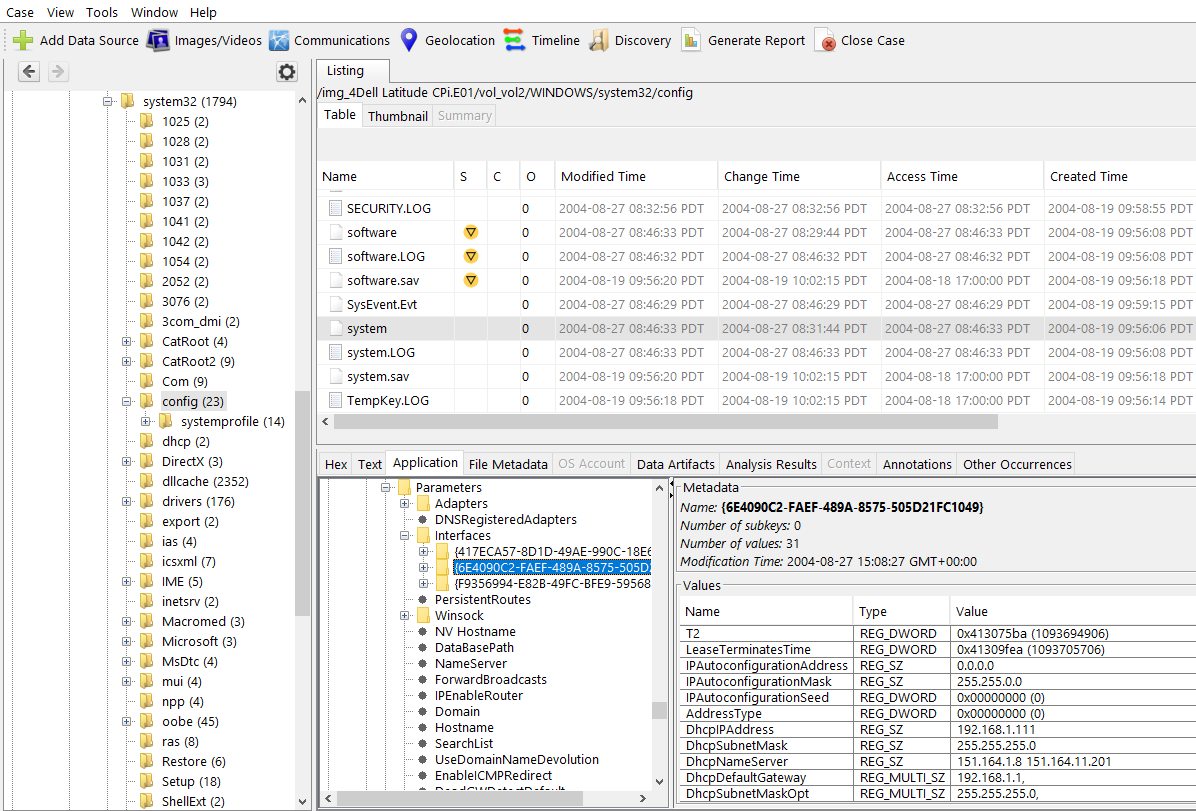 Case View Tools Window Help
Add Data Source Images/Videos Communications Geolocation Timeline Discovery Generate Report Close Case
system32 (1794)
1025 (2)
1028 (2)
1031 (2)
1033 (3)
1037 (2)
1041 (2)
1042 (2)
1054 (2)
2052 (2)
3076 (2)
3com_dmi (2)
CatRoot (4)
CatRoot2 (9)
Com (9)
config (23)
systemprofile (14)
dhcp (2)
DirectX (3)
dllcache (2352)
drivers (176)
export (2)
ias (4)
icsxml (7)
IME (5)
inetsrv (2)
Macromed (3)
Microsoft (3)
MsDtc (4)
mui (4)
npp (4)
oobe (45)
ras (8)
Restore (6)
Setup (18)
ShellExt (2)
Listing
/img_4Dell Latitude CPi.E01/vol_vol2/WINDOWS/system32/config
Table Thumbnail Summary
Name S C O Modified Time Change Time Access Time Created Time
SECURITY.LOG 0 2004-08-27 08:32:56 PDT 2004-08-27 08:32:56 PDT 2004-08-27 08:32:56 PDT 2004-08-19 09:58:55 PDT
software 0 2004-08-27 08:46:33 PDT 2004-08-27 08:29:44 PDT 2004-08-27 08:46:33 PDT 2004-08-19 09:56:08 PDT
software.LOG 0 2004-08-27 08:46:32 PDT 2004-08-27 08:46:32 PDT 2004-08-27 08:46:32 PDT 2004-08-19 09:56:08 PDT
software.sav 0 2004-08-19 09:56:20 PDT 2004-08-19 10:02:15 PDT 2004-08-18 17:00:00 PDT 2004-08-19 09:56:18 PDT
SysEvent.Evt 0 2004-08-27 08:46:29 PDT 2004-08-27 08:46:29 PDT 2004-08-27 08:46:29 PDT 2004-08-19 09:59:15 PDT
system 0 2004-08-27 08:46:33 PDT 2004-08-27 08:31:44 PDT 2004-08-27 08:46:33 PDT 2004-08-19 09:56:06 PDT
system.LOG 0 2004-08-27 08:46:33 PDT 2004-08-27 08:46:33 PDT 2004-08-27 08:46:33 PDT 2004-08-19 09:56:08 PDT
system.sav 0 2004-08-19 09:56:20 PDT 2004-08-19 10:02:15 PDT 2004-08-18 17:00:00 PDT 2004-08-19 09:56:18 PDT
TempKey.LOG 0 2004-08-19 09:56:18 PDT 2004-08-19 10:02:15 PDT 2004-08-27 08:46:33 PDT 2004-08-19 09:56:14 PDT
Hex Text Application File Metadata OS Account Data Artifacts Analysis Results Context Annotations Other Occurrences
Parameters
Adapters
DNSRegisteredAdapters
Interfaces
{417ECA57-8D1D-49AE-990C-18E6
{6E4090C2-FAEF-489A-8575-505D2
{F9356994-E82B-49FC-BFE9-59568
PersistentRoutes
Winsock
NV Hostname
DataBasePath
NameServer
ForwardBroadcasts
IPEnableRouter
Domain
Hostname
SearchList
UseDomainNameDevolution
EnableICMPRedirect
DeadGWDetectDefault
Metadata
Name: {6E4090C2-FAEF-489A-8575-505D21FC1049}
Number of subkeys: 0
Number of values: 31
Modification Time: 2004-08-27 15:08:27 GMT+00:00
Values
Name Type Value
T2 REG_DWORD 0x413075ba (1093694906)
LeaseTerminatesTime REG_DWORD 0x41309fea (1093705706)
IPAutoconfigurationAddress REG_SZ 0.0.0.0
IPAutoconfigurationMask REG_SZ 255.255.0.0
IPAutoconfigurationSeed REG_DWORD 0x00000000 (0)
AddressType REG_DWORD 0x00000000 (0)
DhcpIPAddress REG_SZ 192.168.1.111
DhcpSubnetMask REG_SZ 255.255.255.0
DhcpNameServer REG_SZ 151.164.1.8 151.164.11.201
DhcpDefaultGateway REG_MULTI_SZ 192.168.1.1,
DhcpSubnetMaskOpt REG_MULTI_SZ 255.255.255.0,